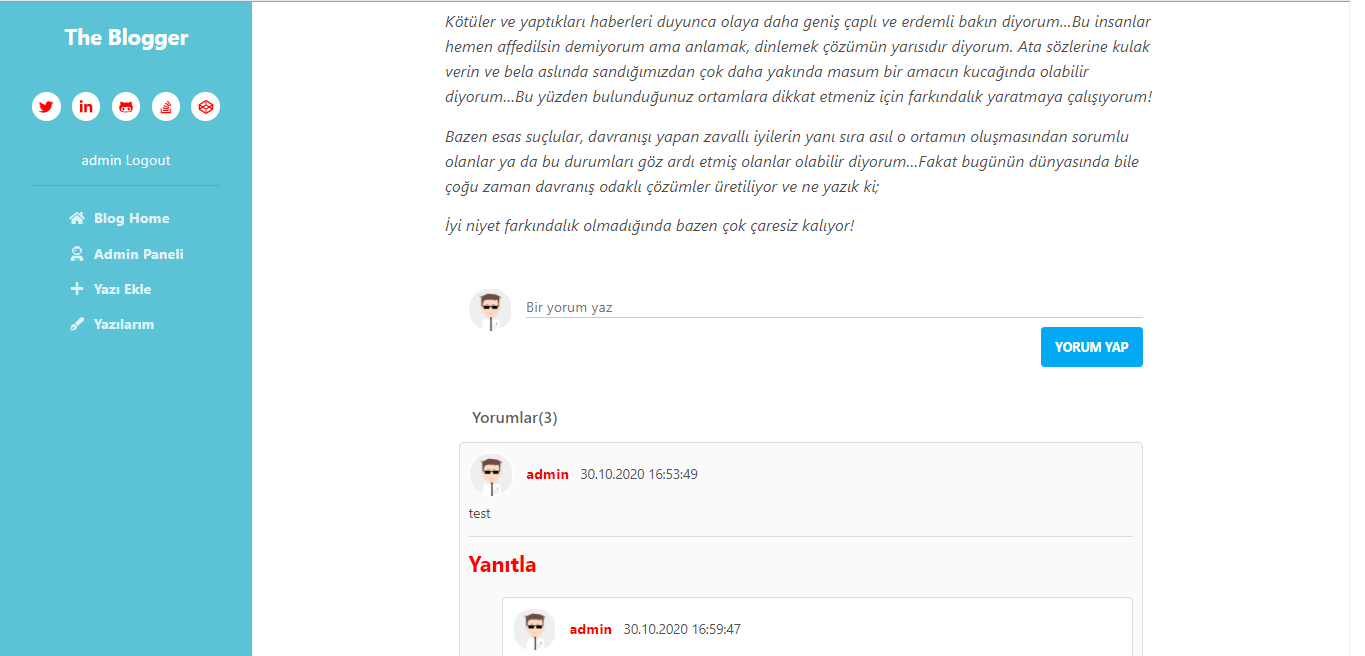 The Blogger
admin Logout
Blog Home
Admin Paneli
Yazı Ekle
Yazılarım
Kötüler ve yaptıkları haberleri duyunca olaya daha geniş çaplı ve erdemli bakın diyorum...Bu insanlar
hemen affedilsin demiyorum ama anlamak, dinlemek çözümün yarısıdır diyorum. Ata sözlerine kulak
verin ve bela aslında sandığımızdan çok daha yakında masum bir amacın kucağında olabilir
diyorum...Bu yüzden bulunduğunuz ortamlara dikkat etmeniz için farkındalık yaratmaya çalışıyorum!
Bazen esas suçlular, davranışı yapan zavallı iyilerin yanı sıra asıl o ortamın oluşmasından sorumlu
olanlar ya da bu durumları göz ardı etmiş olanlar olabilir diyorum...Fakat bugünün dünyasında bile
çoğu zaman davranış odaklı çözümler üretiliyor ve ne yazık ki;
İyi niyet farkındalık olmadığında bazen çok çaresiz kalıyor!
Bir yorum yaz
YORUM YAP
Yorumlar(3)
admin 30.10.2020 16:53:49
test
Yanıtla
admin 30.10.2020 16:59:47